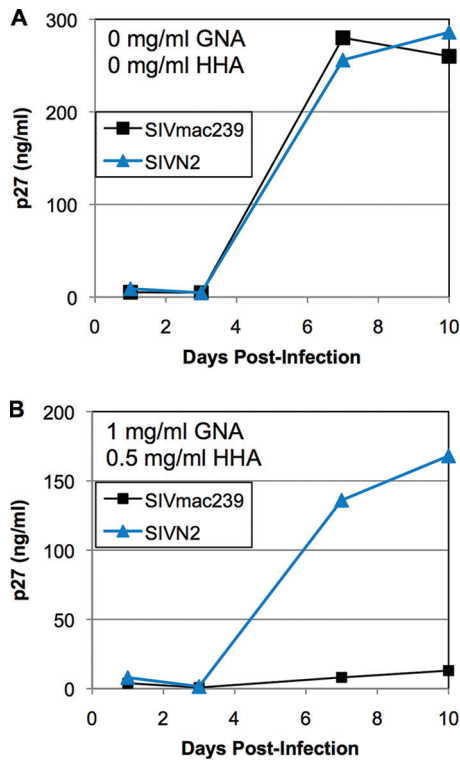 A
0 mg/ml GNA
0 mg/ml HHA
SIVmac239
SIVN2
p27 (ng/ml)
300
200
100
0
0 2 4 6 8 10
Days Post-Infection
B
1 mg/ml GNA
0.5 mg/ml HHA
SIVmac239
SIVN2
p27 (ng/ml)
200
150
100
50
0
0 2 4 6 8 10
Days Post-Infection